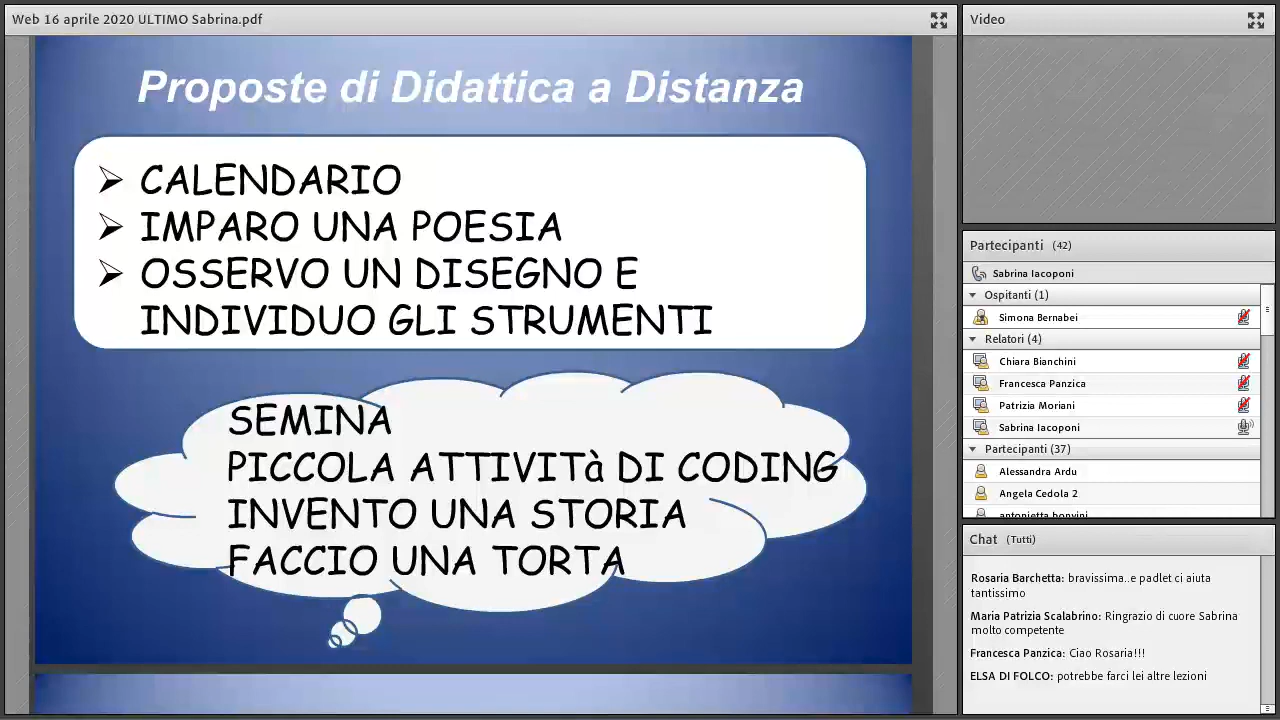 Web 16 aprile 2020 ULTIMO Sabrina.pdf
Proposte di Didattica a Distanza
➢ CALENDARIO
➢ IMPARO UNA POESIA
➢ OSSERVO UN DISEGNO E
INDIVIDUO GLI STRUMENTI
SEMINA
PICCOLA ATTIVITà DI CODING
INVENTO UNA STORIA
FACCIO UNA TORTA
Video
Partecipanti (42)
Sabrina Iacoponi
Ospitanti (1)
Simona Bernabei
Relatori (4)
Chiara Bianchini
Francesca Panzica
Patrizia Moriani
Sabrina Iacoponi
Partecipanti (37)
Alessandra Ardu
Angela Cedola 2
antonietta bonvini
Chat (Tutti)
Rosaria Barchetta: bravissima..e padlet ci aiuta
tantissimo
Maria Patrizia Scalabrino: Ringrazio di cuore Sabrina
molto competente
Francesca Panzica: Ciao Rosaria!!!
ELSA DI FOLCO: potrebbe farci lei altre lezioni